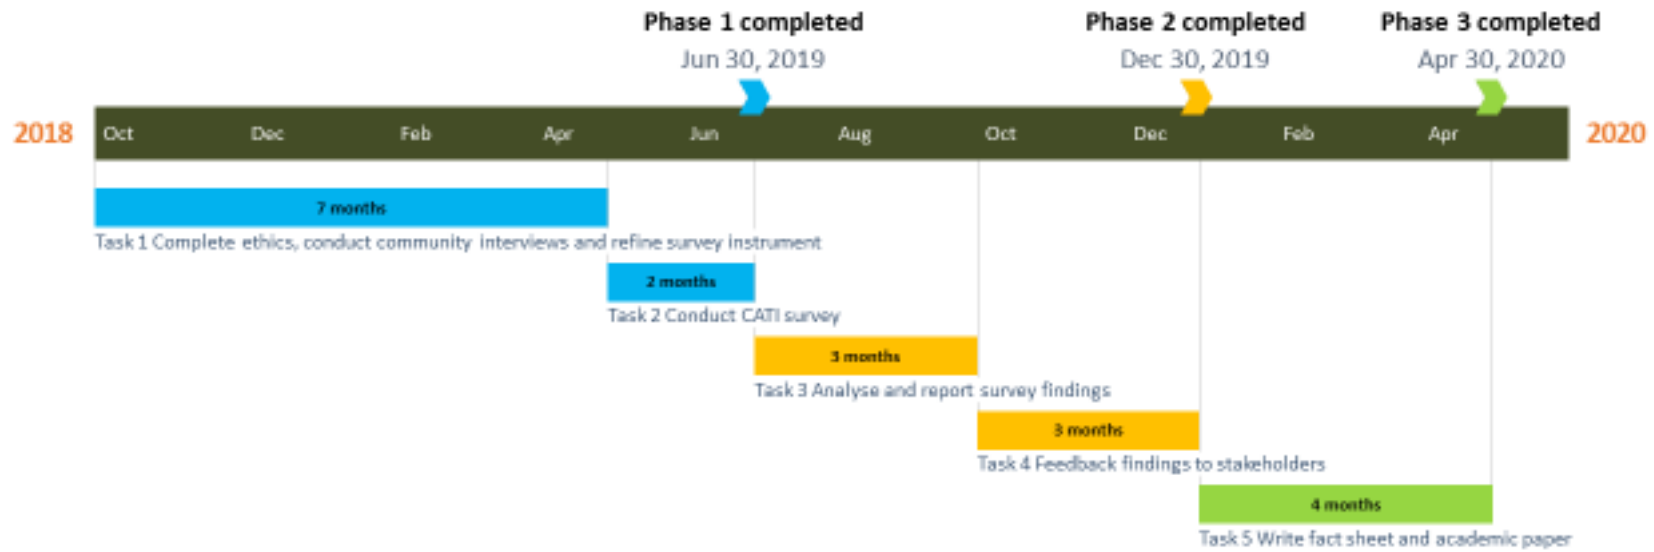 Phase 1 completed
Jun 30, 2019
Phase 2 completed
Dec 30, 2019
Phase 3 completed
Apr 30, 2020
2018 Oct Dec Feb Apr Jun Aug Oct Dec Feb Apr 2020
7 months
Task 1 Complete ethics, conduct community interviews and refine survey instrument
2 months
Task 2 Conduct CATI survey
3 months
Task 3 Analyse and report survey findings
3 months
Task 4 Feedback findings to stakeholders
4 months
Task 5 Write fact sheet and academic paper